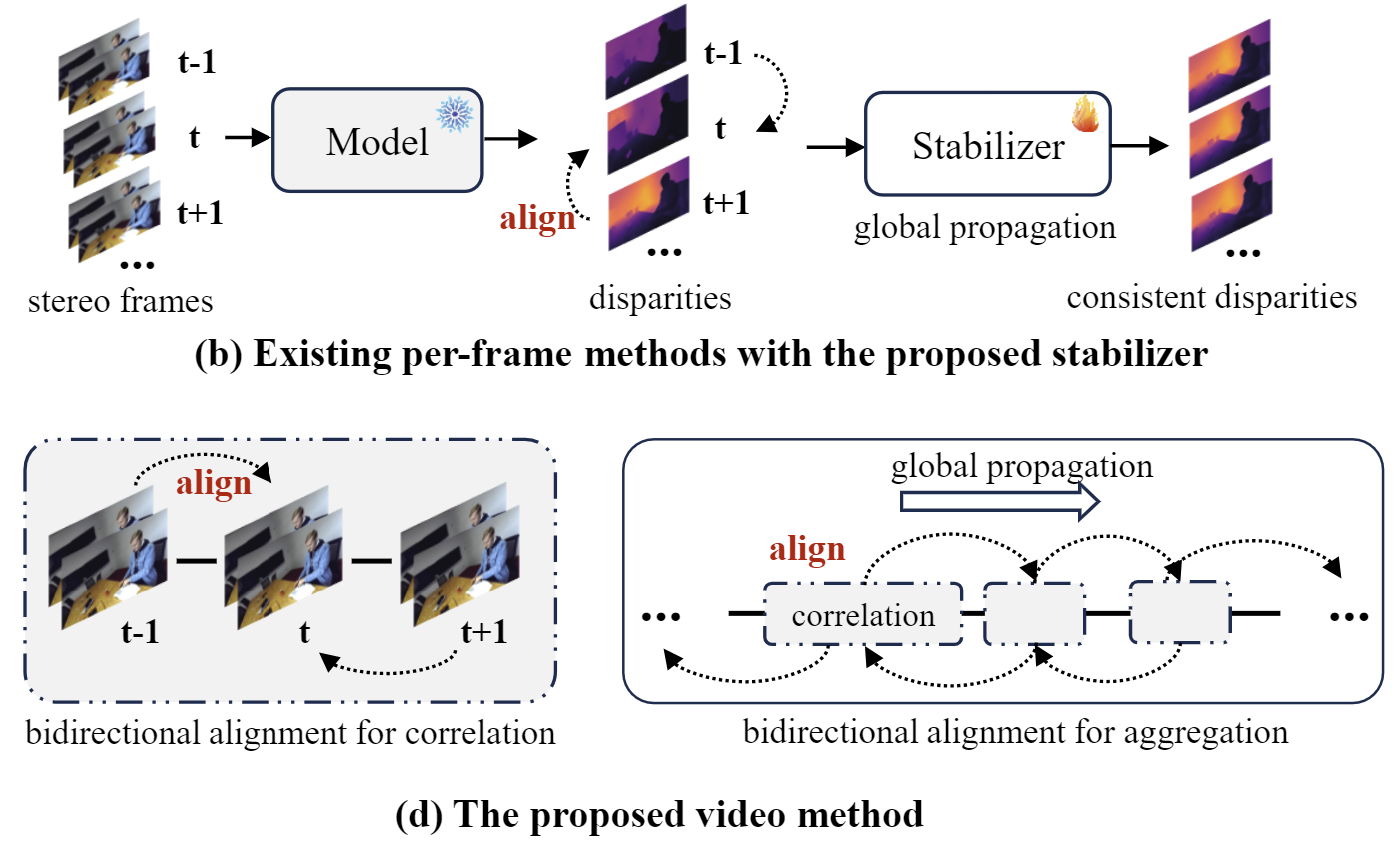 t-1
t
t+1
...
stereo frames
Model
align
t-1
t
t+1
...
disparities
Stabilizer
global propagation
...
consistent disparities
(b) Existing per-frame methods with the proposed stabilizer
align
t-1
t
t+1
bidirectional alignment for correlation
global propagation
align
...
correlation
...
bidirectional alignment for aggregation
(d) The proposed video method